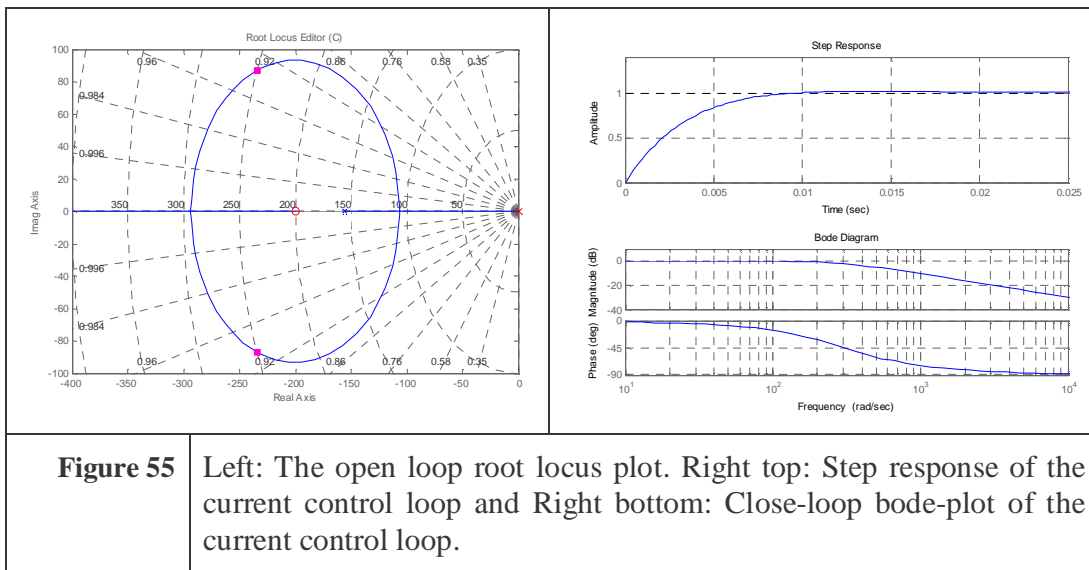 Root Locus Editor (C)
100
80
60
40
20
0
-20
-40
-60
-80
-100
Imag Axis
0.96 0.92 0.86 0.76 0.58 0.35
0.984
0.996
350 300 250 200 150 100 50
0.996
0.984
0.96 0.92 0.86 0.76 0.58 0.35
-400 -350 -300 -250 -200 -150 -100 -50 0
Real Axis
Step Response
Amplitude
1
0.5
0
0 0.005 0.01 0.015 0.02 0.025
Time (sec)
Bode Diagram
Magnitude (dB)
0
-20
-40
Phase (deg)
0
-45
-90
10^1 10^2 10^3 10^4
Frequency (rad/sec)
Figure 55
Left: The open loop root locus plot. Right top: Step response of the
current control loop and Right bottom: Close-loop bode-plot of the
current control loop.